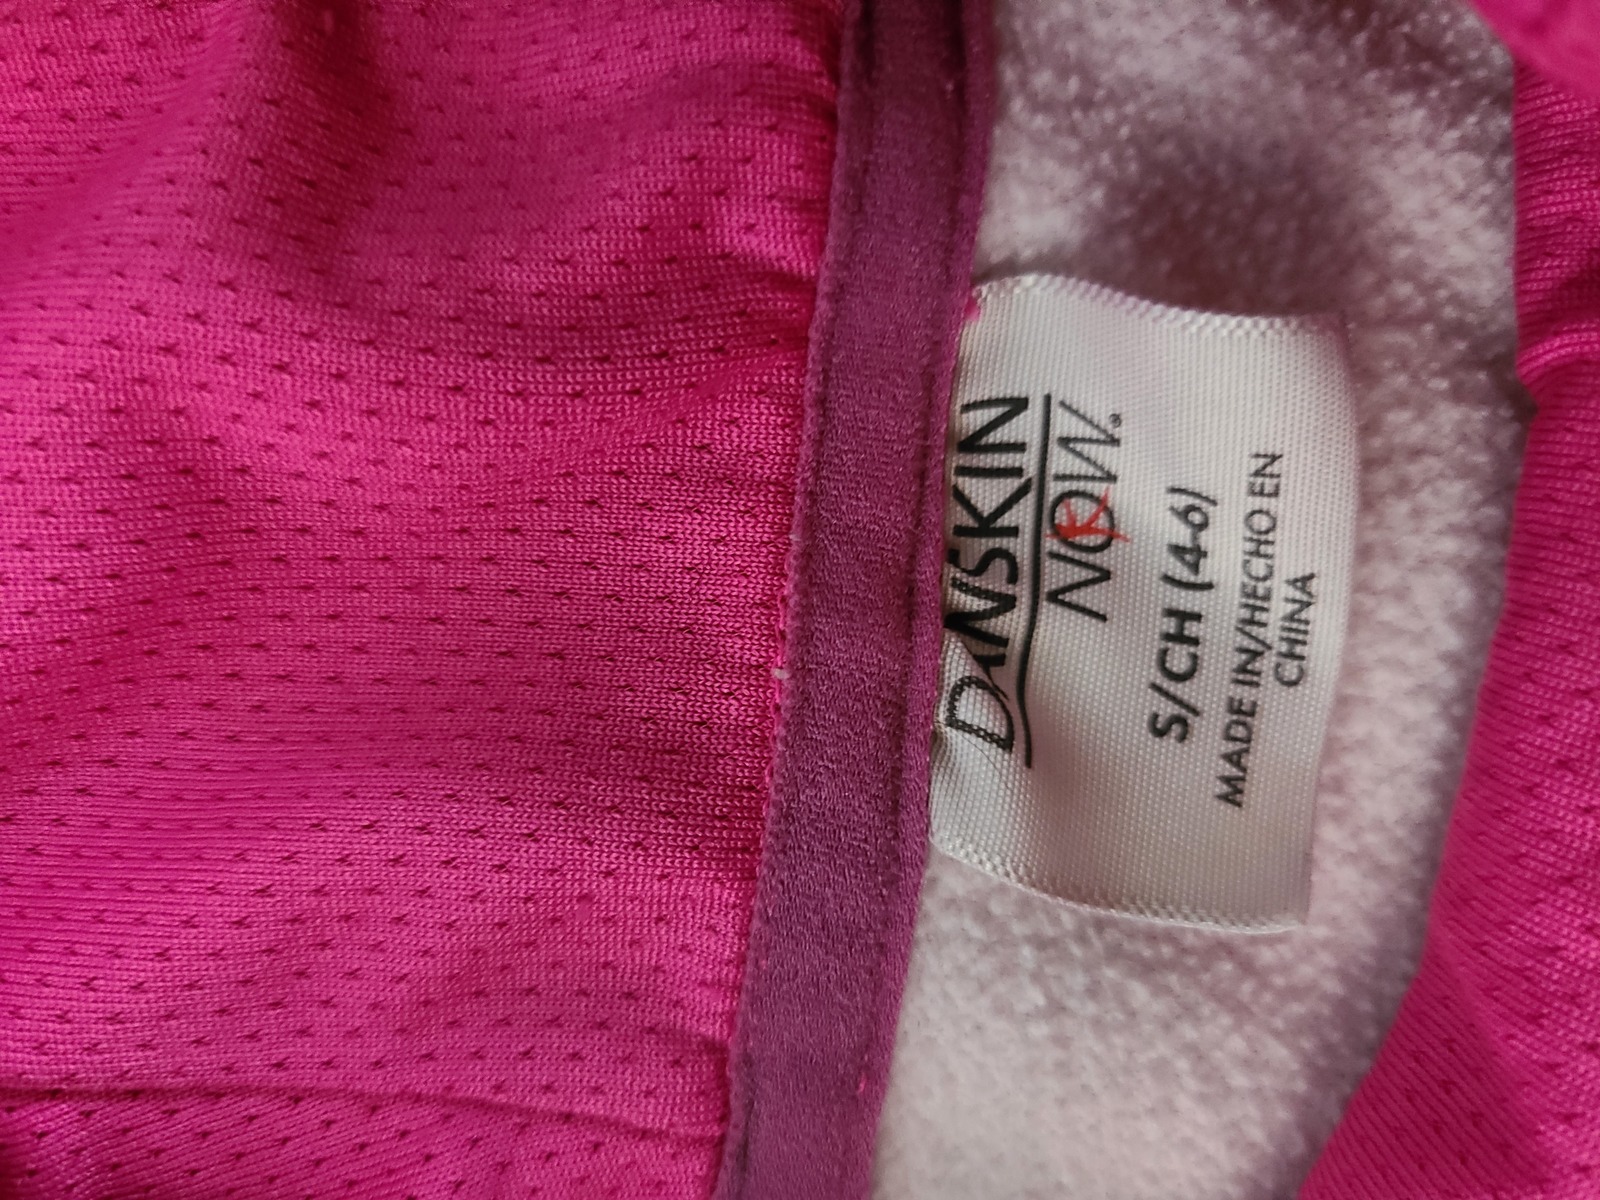 DANSKIN
NOW®
S/CH (4-6)
MADE IN/HECHO EN
CHINA